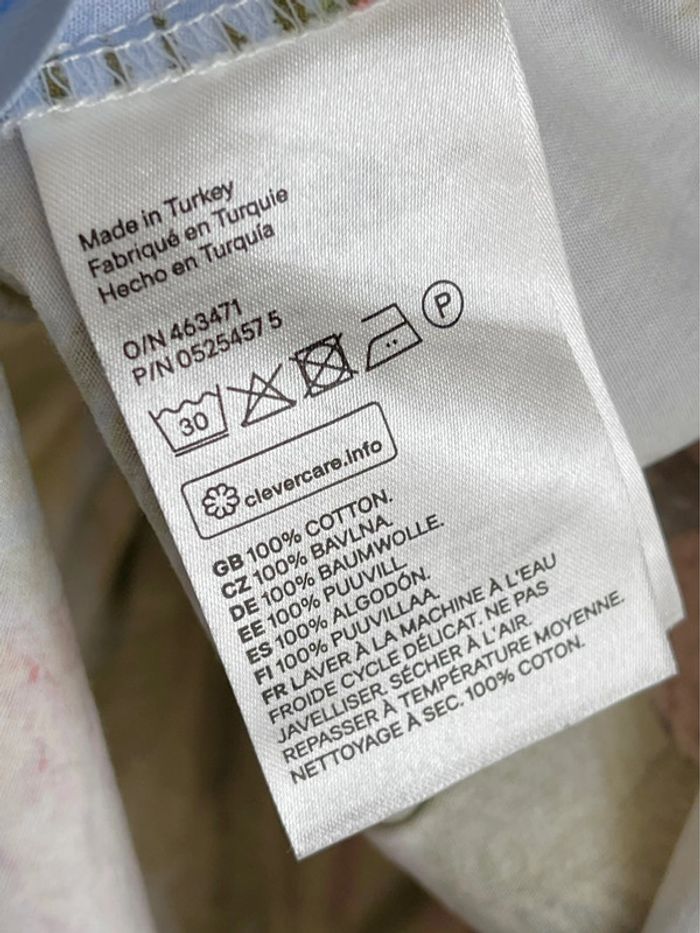 Made in Turkey
Fabriqué en Turquie
Hecho en Turquía
O/N 463471
P/N 0525457 5
30
P
clevercare.info
GB 100% COTTON.
CZ 100% BAVLNA.
DE 100% BAUMWOLLE.
EE 100% PUUVILL.
ES 100% ALGODÓN.
FI 100% PUUVILLAA.
FR LAVER À LA MACHINE À L'EAU
FROIDE CYCLE DÉLICAT. NE PAS
JAVELLISER. SÉCHER À L'AIR.
REPASSER À TEMPÉRATURE MOYENNE.
NETTOYAGE À SEC. 100% COTON.